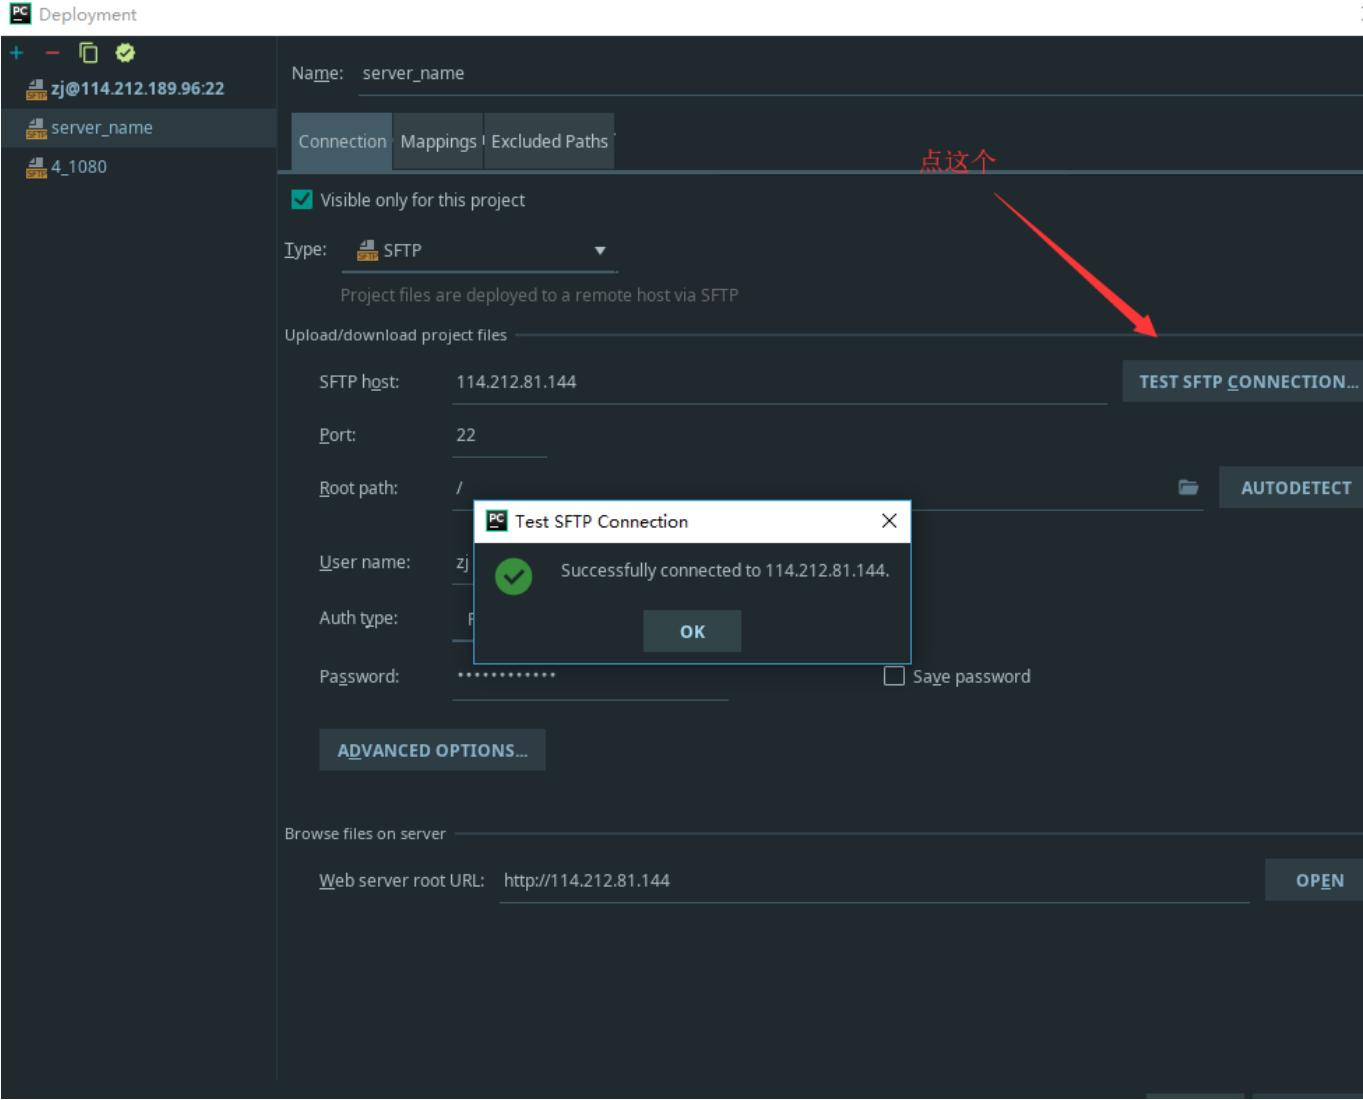 PC Deployment
zj@114.212.189.96:22
server_name
4_1080
Name: server_name
Connection Mappings Excluded Paths
点这个
Visible only for this project
Type: SFTP
Project files are deployed to a remote host via SFTP
Upload/download project files
SFTP host: 114.212.81.144 TEST SFTP CONNECTION...
Port: 22
Root path: / AUTODETECT
PC Test SFTP Connection
User name: zj
Successfully connected to 114.212.81.144.
Auth type:
OK
Password: •••••••••••• Save password
ADVANCED OPTIONS...
Browse files on server
Web server root URL: http://114.212.81.144 OPEN